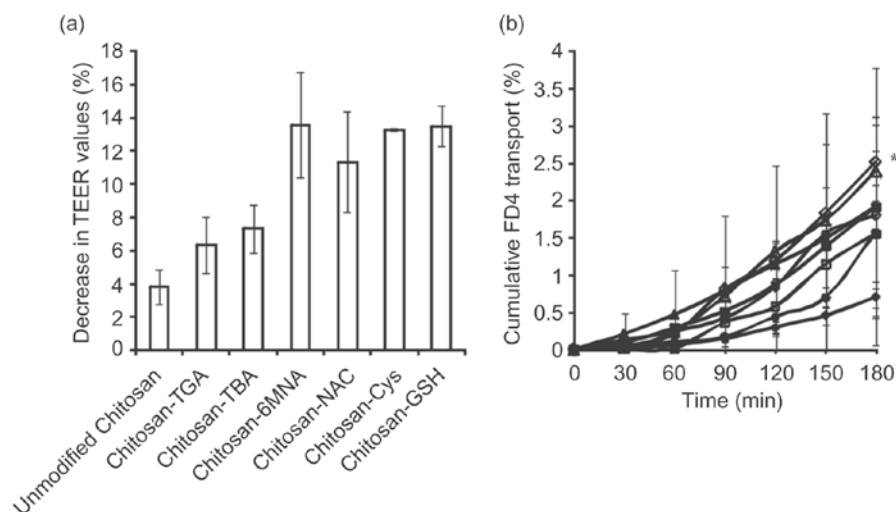 (a)
Decrease in TEER values (%)
18
16
14
12
10
8
6
4
2
0
Unmodified Chitosan
Chitosan-TGA
Chitosan-TBA
Chitosan-6MNA
Chitosan-NAC
Chitosan-Cys
Chitosan-GSH
(b)
Cumulative FD4 transport (%)
4
3.5
3
2.5
2
1.5
1
0.5
0
*
0 30 60 90 120 150 180
Time (min)